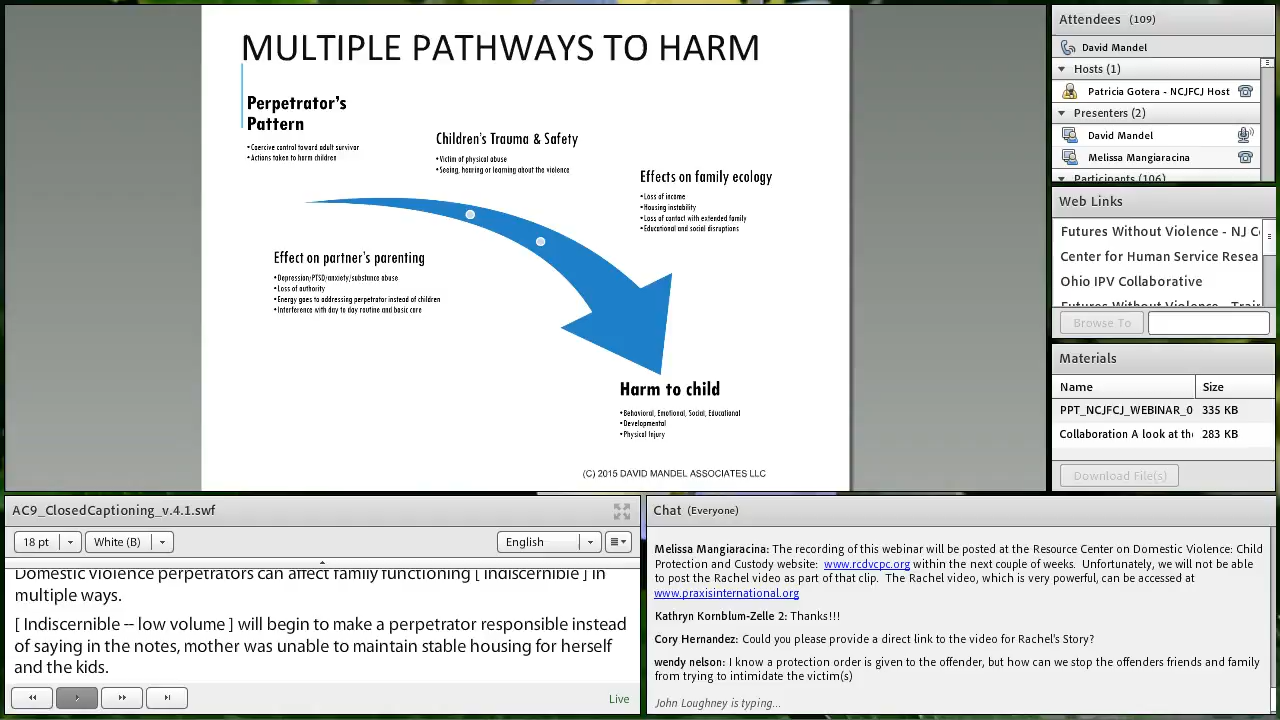 MULTIPLE PATHWAYS TO HARM
Perpetrator's
Pattern
•Coercive control toward adult survivor
•Actions taken to harm children
Children's Trauma & Safety
•Victim of physical abuse
•Seeing, hearing or learning about the violence
Effects on family ecology
•Loss of income
•Housing instability
•Loss of contact with extended family
•Educational and social disruptions
Effect on partner's parenting
•Depression/PTSD/anxiety/substance abuse
•Loss of authority
•Energy goes to addressing perpetrator instead of children
•Interference with day to day routine and basic care
Harm to child
•Behavioral, Emotional, Social, Educational
•Developmental
•Physical Injury
(C) 2015 DAVID MANDEL ASSOCIATES LLC
Attendees (109)
David Mandel
Hosts (1)
Patricia Gotera - NCJFCJ Host
Presenters (2)
David Mandel
Melissa Mangiaracina
Participants (106)
Web Links
Futures Without Violence - NJ C
Center for Human Service Resea
Ohio IPV Collaborative
Futures Without Violence - Trai
Browse To
Materials
Name Size
PPT_NCJFCJ_WEBINAR_0 335 KB
Collaboration A look at th 283 KB
Download File(s)
AC9_ClosedCaptioning_v.4.1.swf
18 pt White (B) English
Domestic violence perpetrators can affect family functioning [ indiscernible ] in
multiple ways.
[ Indiscernible -- low volume ] will begin to make a perpetrator responsible instead
of saying in the notes, mother was unable to maintain stable housing for herself
and the kids.
Live
Chat (Everyone)
Melissa Mangiaracina: The recording of this webinar will be posted at the Resource Center on Domestic Violence: Child
Protection and Custody website: www.rcdvcpc.org within the next couple of weeks. Unfortunately, we will not be able
to post the Rachel video as part of that clip. The Rachel video, which is very powerful, can be accessed at
www.praxisinternational.org
Kathryn Kornblum-Zelle 2: Thanks!!!
Cory Hernandez: Could you please provide a direct link to the video for Rachel's Story?
wendy nelson: I know a protection order is given to the offender, but how can we stop the offenders friends and family
from trying to intimidate the victim(s)
John Loughney is typing...